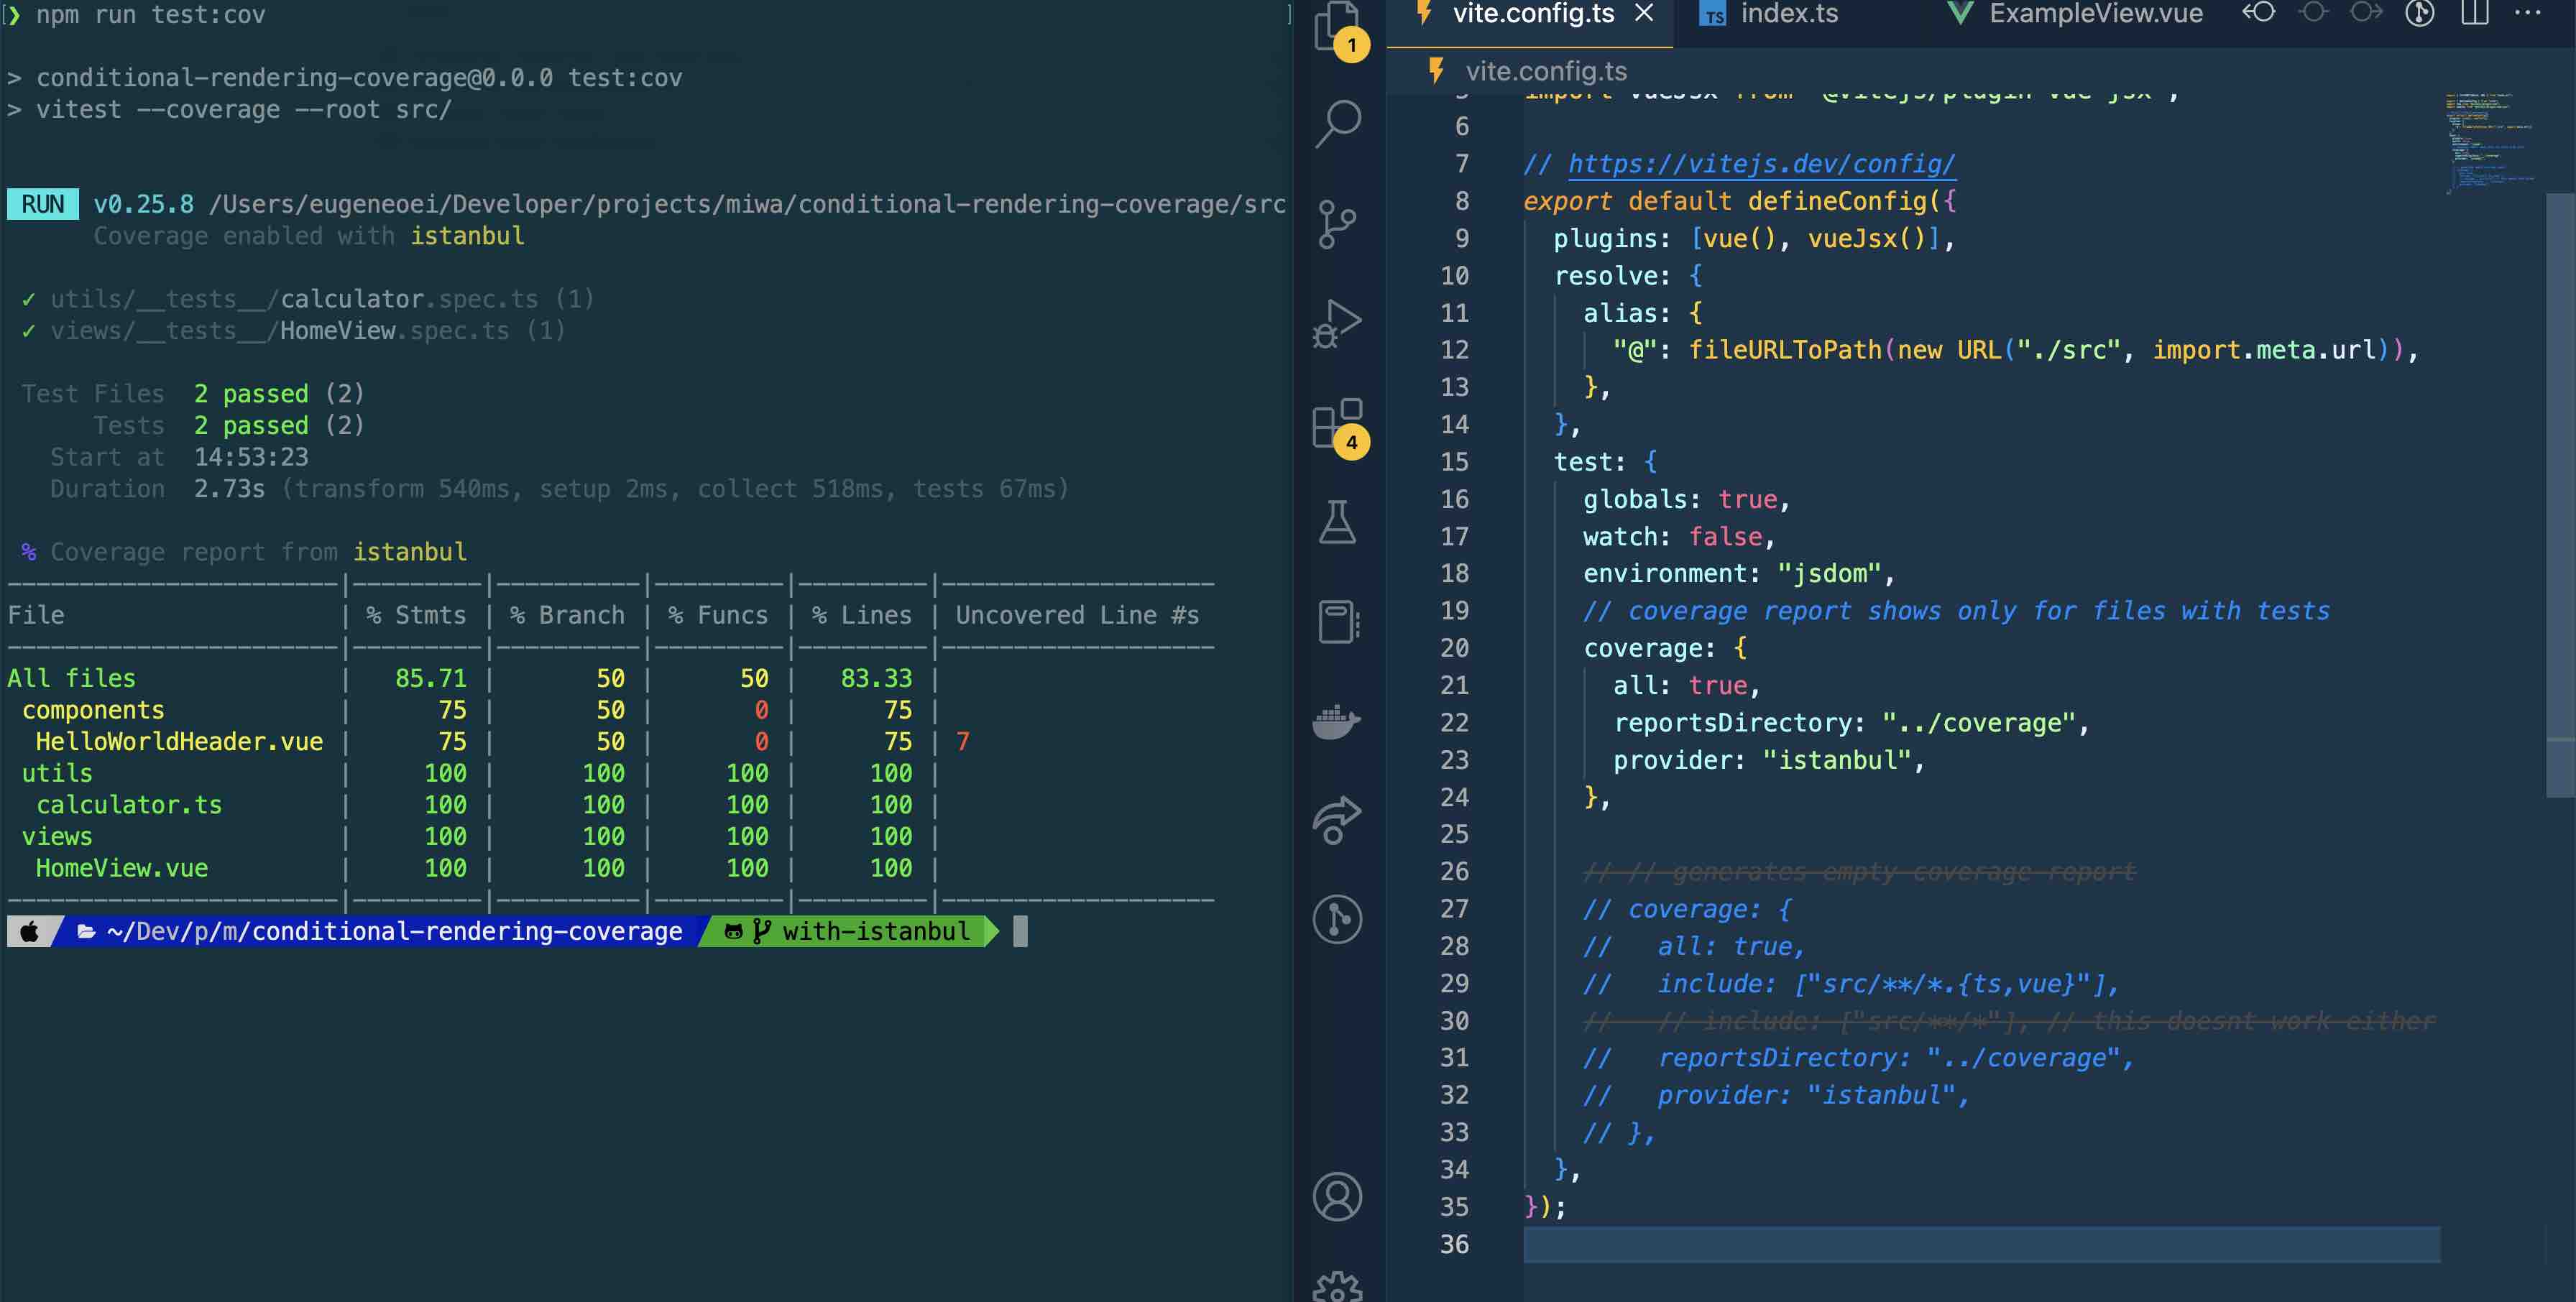 ❯ npm run test:cov
> conditional-rendering-coverage@0.0.0 test:cov
> vitest --coverage --root src/
RUN v0.25.8 /Users/eugeneoei/Developer/projects/miwa/conditional-rendering-coverage/src
Coverage enabled with istanbul
✓ utils/__tests__/calculator.spec.ts (1)
✓ views/__tests__/HomeView.spec.ts (1)
Test Files 2 passed (2)
Tests 2 passed (2)
Start at 14:53:23
Duration 2.73s (transform 540ms, setup 2ms, collect 518ms, tests 67ms)
% Coverage report from istanbul
File | % Stmts | % Branch | % Funcs | % Lines | Uncovered Line #s
All files | 85.71 | 50 | 50 | 83.33 |
components | 75 | 50 | 0 | 75 |
HelloWorldHeader.vue | 75 | 50 | 0 | 75 | 7
utils | 100 | 100 | 100 | 100 |
calculator.ts | 100 | 100 | 100 | 100 |
views | 100 | 100 | 100 | 100 |
HomeView.vue | 100 | 100 | 100 | 100 |
~/Dev/p/m/conditional-rendering-coverage with-istanbul
1
4
vite.config.ts
TS index.ts
ExampleView.vue
vite.config.ts
5 import vueJsx from "@vitejs/plugin-vue-jsx";
6
7 // https://vitejs.dev/config/
8 export default defineConfig({
9 plugins: [vue(), vueJsx()],
10 resolve: {
11 alias: {
12 "@": fileURLToPath(new URL("./src", import.meta.url)),
13 },
14 },
15 test: {
16 globals: true,
17 watch: false,
18 environment: "jsdom",
19 // coverage report shows only for files with tests
20 coverage: {
21 all: true,
22 reportsDirectory: "../coverage",
23 provider: "istanbul",
24 },
25
26 // // generates empty coverage report
27 // coverage: {
28 // all: true,
29 // include: ["src/**/*.{ts,vue}"],
30 // // include: ["src/**/*"], // this doesnt work either
31 // reportsDirectory: "../coverage",
32 // provider: "istanbul",
33 // },
34 },
35 });
36